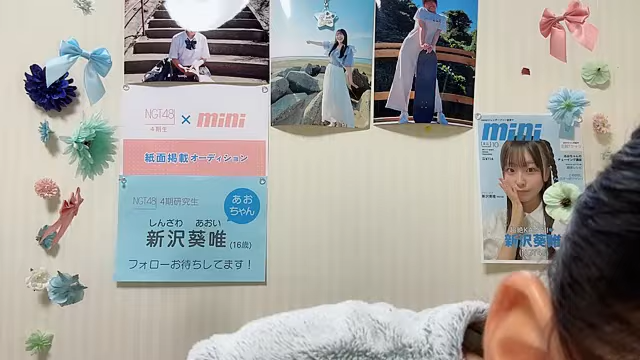 NGT48 × mini
4期生
紙面掲載オーディション
NGT48 4期研究生
あお
ちゃん
しんざわ あおい
新沢葵唯 (16歳)
フォローお待ちしてます！
mini
新沢葵唯